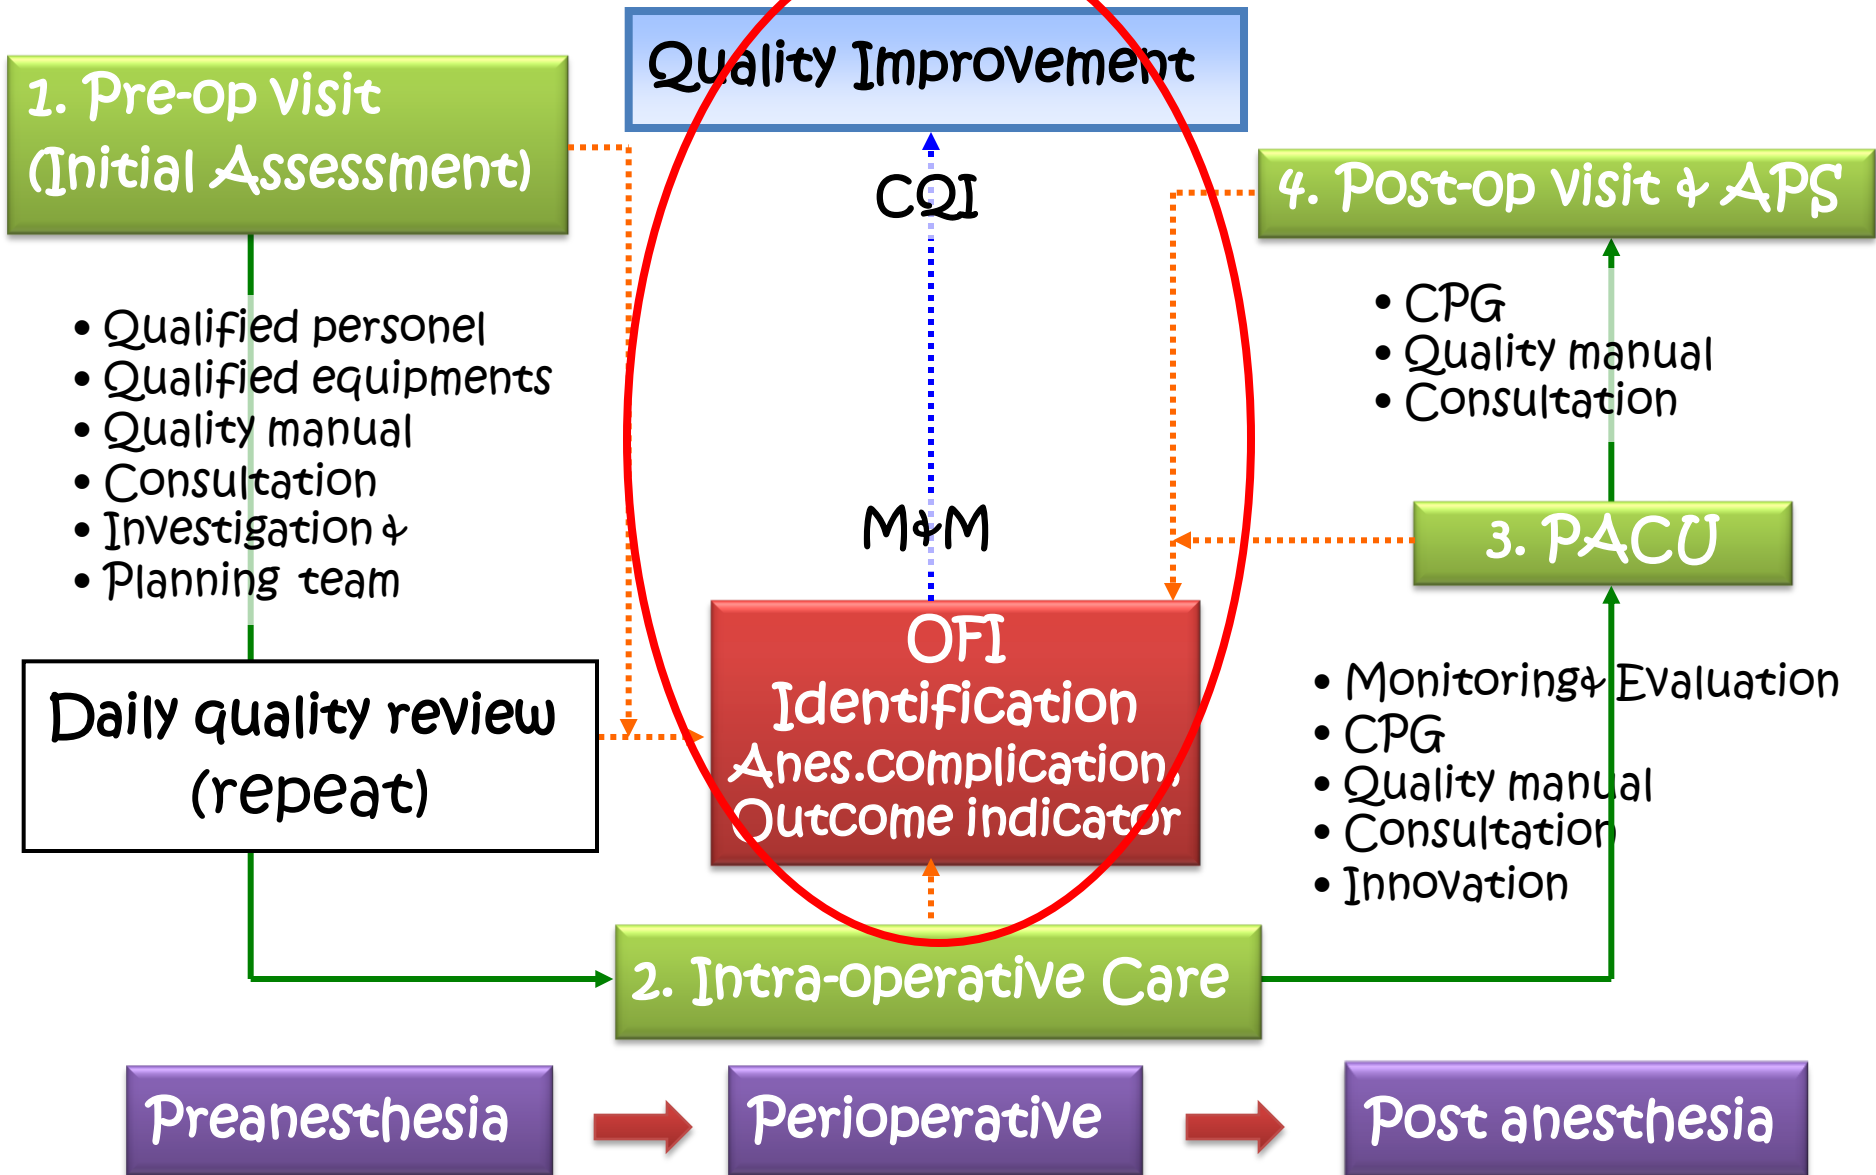 Quality Improvement
1. Pre-op visit
(Initial Assessment)
CQI
4. Post-op visit & APS
• Qualified personel
• Qualified equipments
• Quality manual
• Consultation
• Investigation &
• Planning team
• CPG
• Quality manual
• Consultation
M&M
3. PACU
OFI
Identification
Anes.complication,
Outcome indicator
Daily quality review
(repeat)
• Monitoring& Evaluation
• CPG
• Quality manual
• Consultation
• Innovation
2. Intra-operative Care
Preanesthesia
Perioperative
Post anesthesia